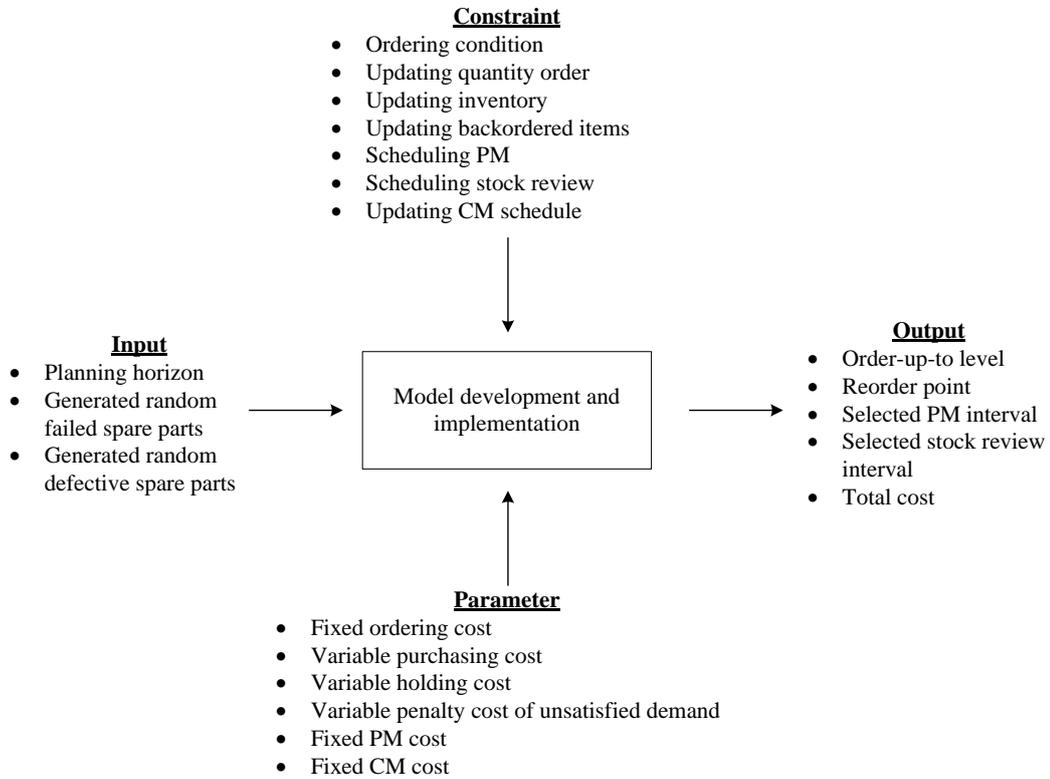 Constraint
• Ordering condition
• Updating quantity order
• Updating inventory
• Updating backordered items
• Scheduling PM
• Scheduling stock review
• Updating CM schedule
Input
• Planning horizon
• Generated random
failed spare parts
• Generated random
defective spare parts
Model development and
implementation
Output
• Order-up-to level
• Reorder point
• Selected PM interval
• Selected stock review
interval
• Total cost
Parameter
• Fixed ordering cost
• Variable purchasing cost
• Variable holding cost
• Variable penalty cost of unsatisfied demand
• Fixed PM cost
• Fixed CM cost